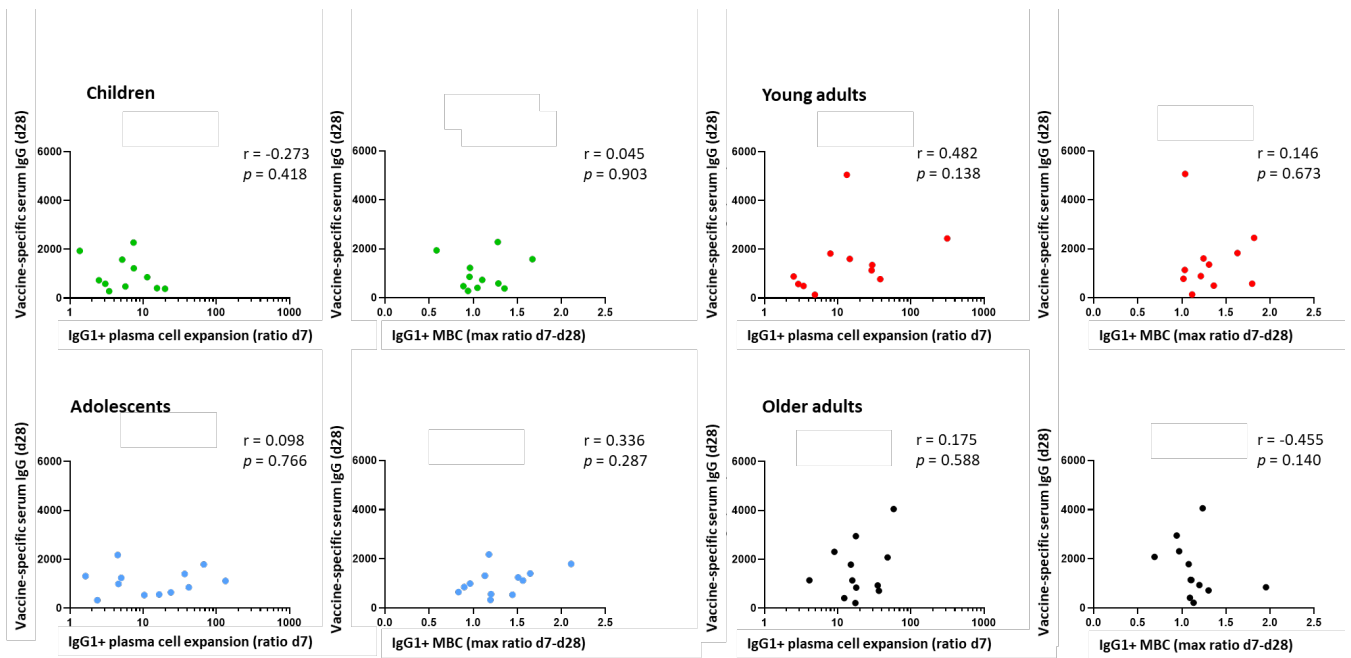 Children
Vaccine-specific serum IgG (d28)
r = -0.273
p = 0.418
6000
4000
2000
0
1
10
100
1000
IgG1+ plasma cell expansion (ratio d7)
Vaccine-specific serum IgG (d28)
r = 0.045
p = 0.903
6000
4000
2000
0
0.0
0.5
1.0
1.5
2.0
2.5
IgG1+ MBC (max ratio d7-d28)
Young adults
Vaccine-specific serum IgG (d28)
r = 0.482
p = 0.138
6000
4000
2000
0
1
10
100
1000
IgG1+ plasma cell expansion (ratio d7)
Vaccine-specific serum IgG (d28)
r = 0.146
p = 0.673
6000
4000
2000
0
0.0
0.5
1.0
1.5
2.0
2.5
IgG1+ MBC (max ratio d7-d28)
Adolescents
Vaccine-specific serum IgG (d28)
r = 0.098
p = 0.766
6000
4000
2000
0
1
10
100
1000
IgG1+ plasma cell expansion (ratio d7)
Vaccine-specific serum IgG (d28)
r = 0.336
p = 0.287
6000
4000
2000
0
0.0
0.5
1.0
1.5
2.0
2.5
IgG1+ MBC (max ratio d7-d28)
Older adults
Vaccine-specific serum IgG (d28)
r = 0.175
p = 0.588
6000
4000
2000
0
1
10
100
1000
IgG1+ plasma cell expansion (ratio d7)
Vaccine-specific serum IgG (d28)
r = -0.455
p = 0.140
6000
4000
2000
0
0.0
0.5
1.0
1.5
2.0
2.5
IgG1+ MBC (max ratio d7-d28)